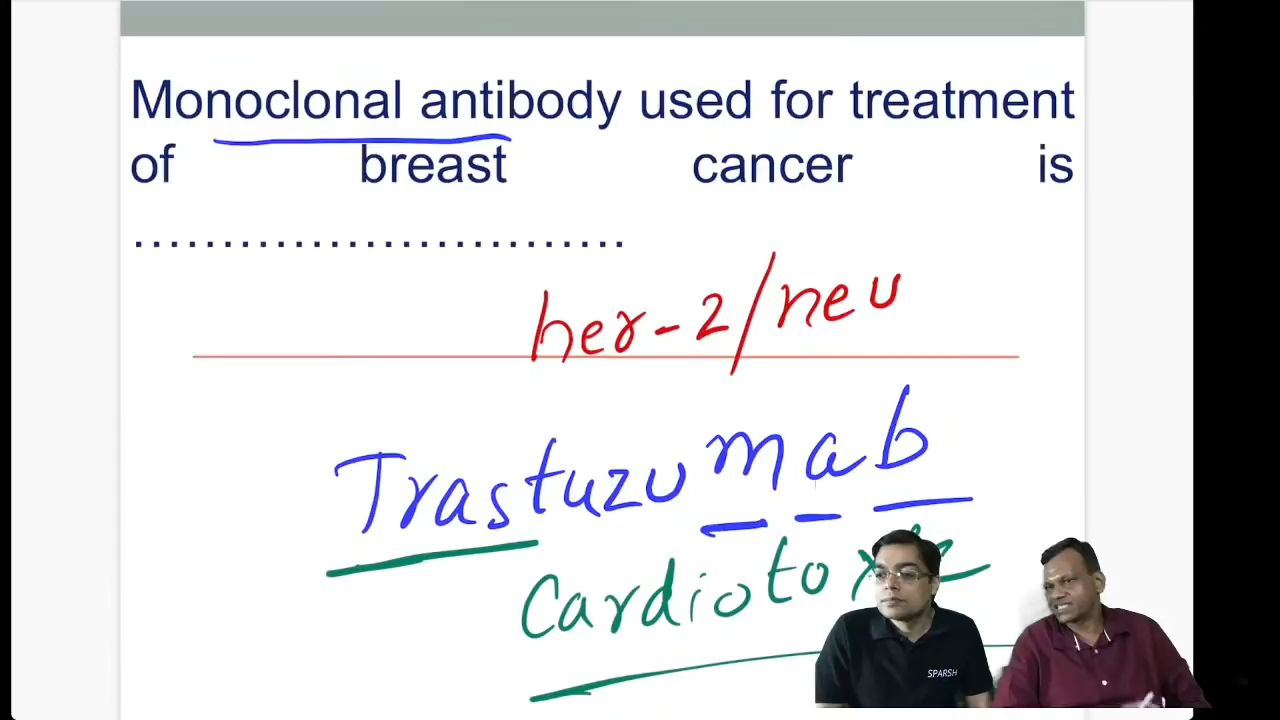 Monoclonal antibody used for treatment
of breast cancer is
............................
her-2/neu
Trastuzumab
SPARSH